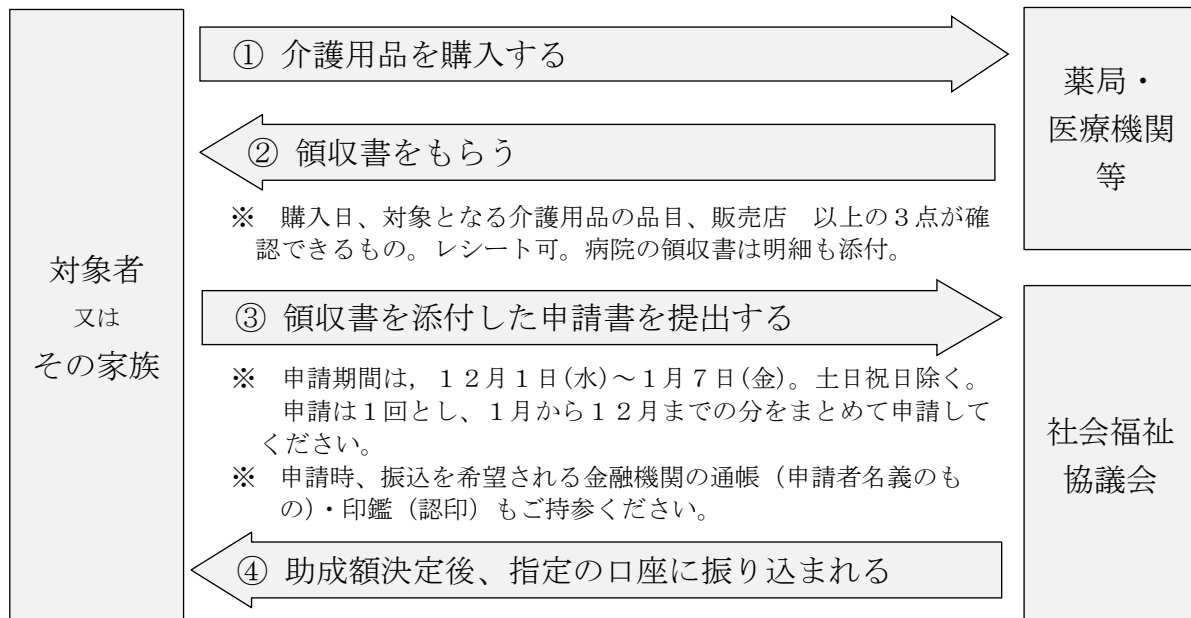 対象者
又は
その家族
① 介護用品を購入する
② 領収書をもらう
※　購入日、対象となる介護用品の品目、販売店　以上の３点が確
認できるもの。レシート可。病院の領収書は明細も添付。
③ 領収書を添付した申請書を提出する
※　申請期間は，１２月１日(水)～１月７日(金)。土日祝日除く。
申請は１回とし、１月から１２月までの分をまとめて申請して
ください。
※　申請時、振込を希望される金融機関の通帳（申請者名義のも
の)・印鑑（認印）もご持参ください。
④ 助成額決定後、指定の口座に振り込まれる
薬局・
医療機関
等
社会福祉
協議会